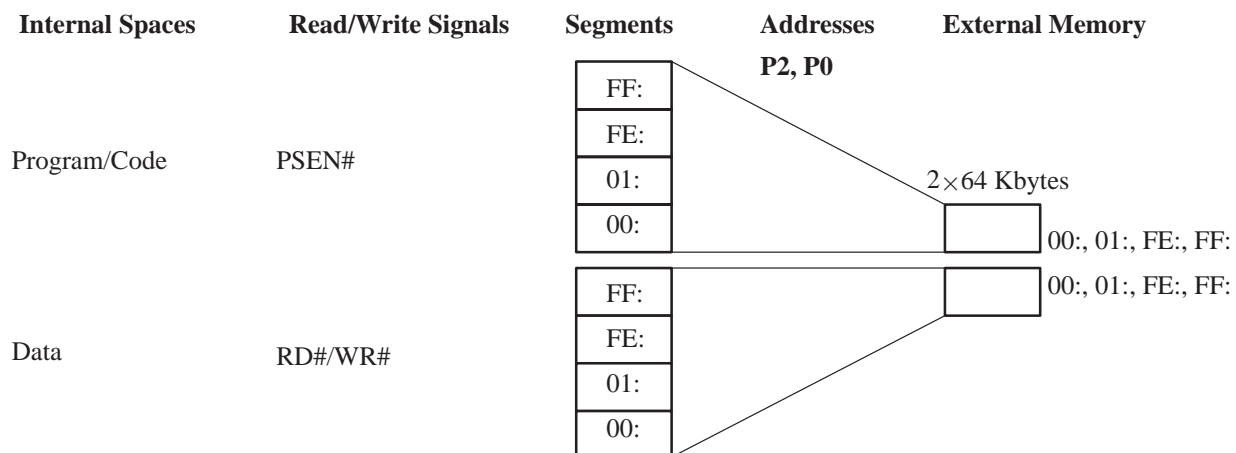 Internal Spaces Read/Write Signals Segments Addresses External Memory
P2, P0
FF:
FE:
Program/Code PSEN#
01:
2×64 Kbytes
00:
00:, 01:, FE:, FF:
00:, 01:, FE:, FF:
FF:
FE:
Data RD#/WR#
01:
00: